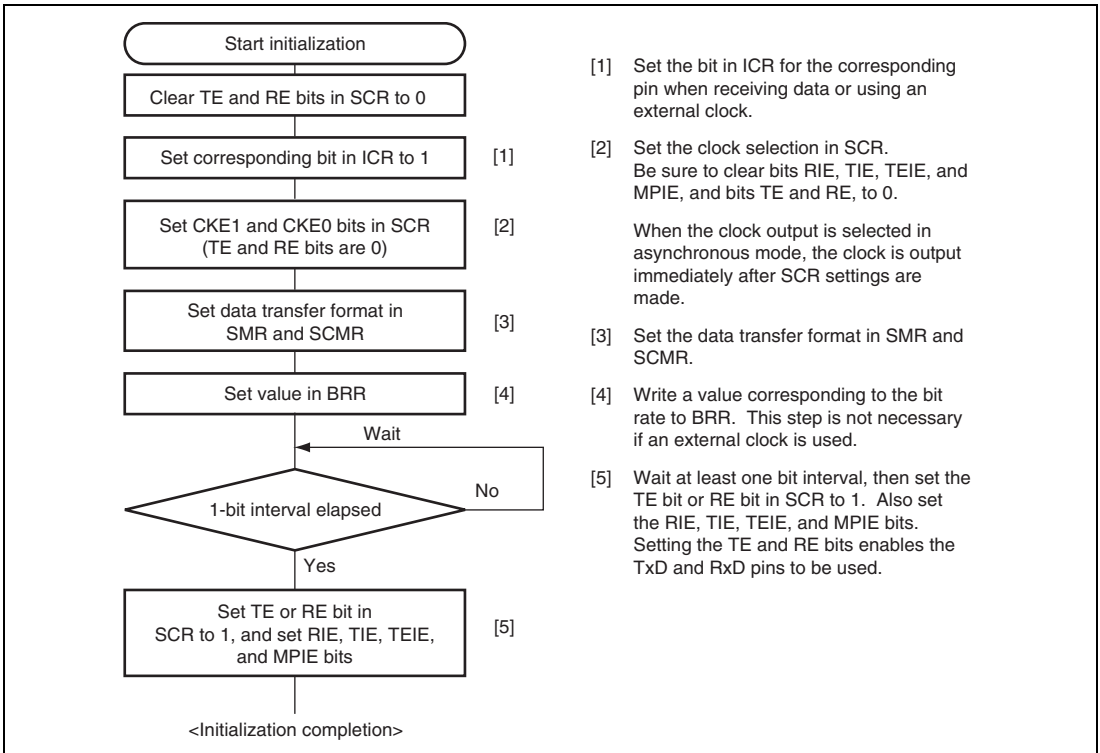 Start initialization
Clear TE and RE bits in SCR to 0
Set corresponding bit in ICR to 1
[1]
Set CKE1 and CKE0 bits in SCR
(TE and RE bits are 0)
[2]
Set data transfer format in
SMR and SCMR
[3]
Set value in BRR
[4]
Wait
1-bit interval elapsed
No
Yes
Set TE or RE bit in
SCR to 1, and set RIE, TIE, TEIE,
and MPIE bits
[5]
<Initialization completion>
[1] Set the bit in ICR for the corresponding
pin when receiving data or using an
external clock.
[2] Set the clock selection in SCR.
Be sure to clear bits RIE, TIE, TEIE, and
MPIE, and bits TE and RE, to 0.
When the clock output is selected in
asynchronous mode, the clock is output
immediately after SCR settings are
made.
[3] Set the data transfer format in SMR and
SCMR.
[4] Write a value corresponding to the bit
rate to BRR. This step is not necessary
if an external clock is used.
[5] Wait at least one bit interval, then set the
TE bit or RE bit in SCR to 1. Also set
the RIE, TIE, TEIE, and MPIE bits.
Setting the TE and RE bits enables the
TxD and RxD pins to be used.